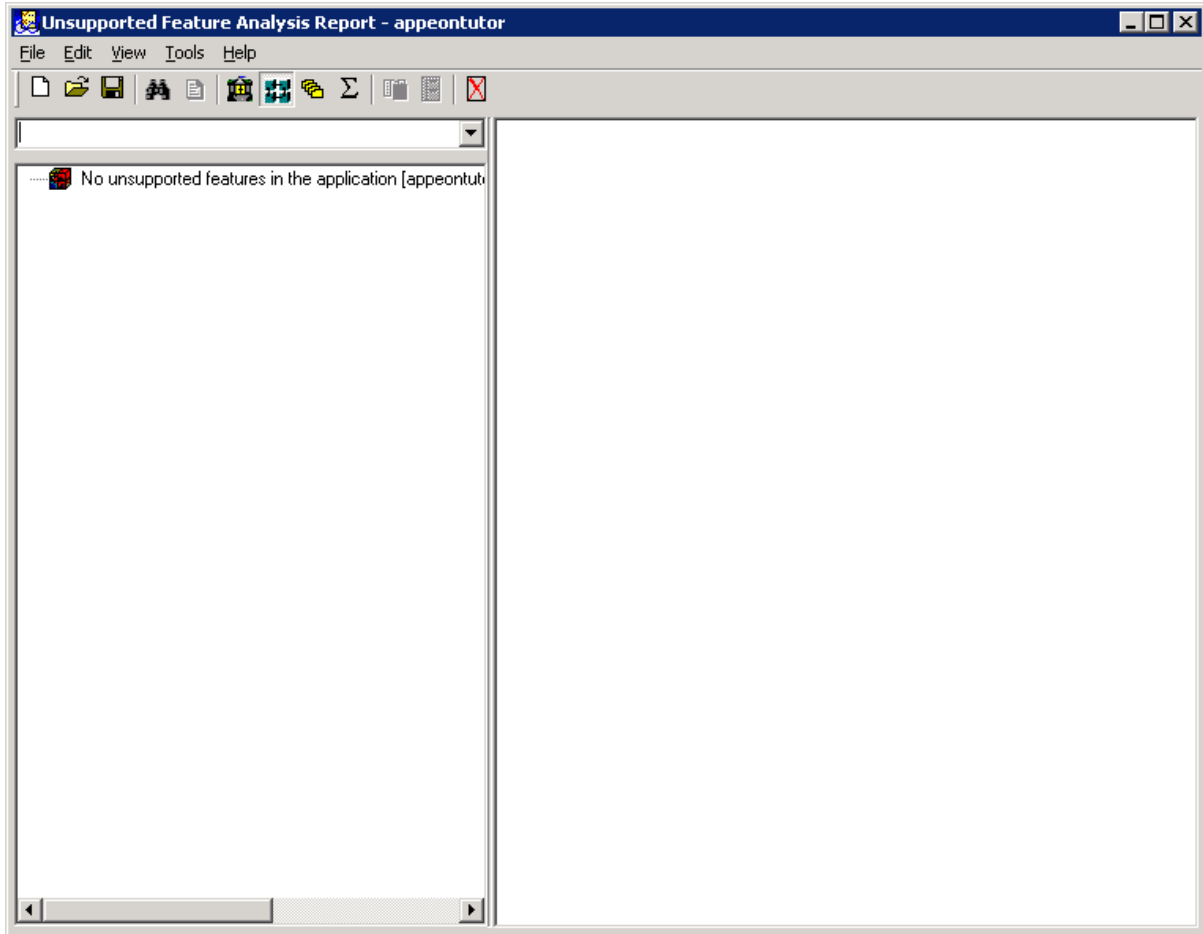 Unsupported Feature Analysis Report - appeontutor
File Edit View Tools Help
Σ
No unsupported features in the application [appeontut